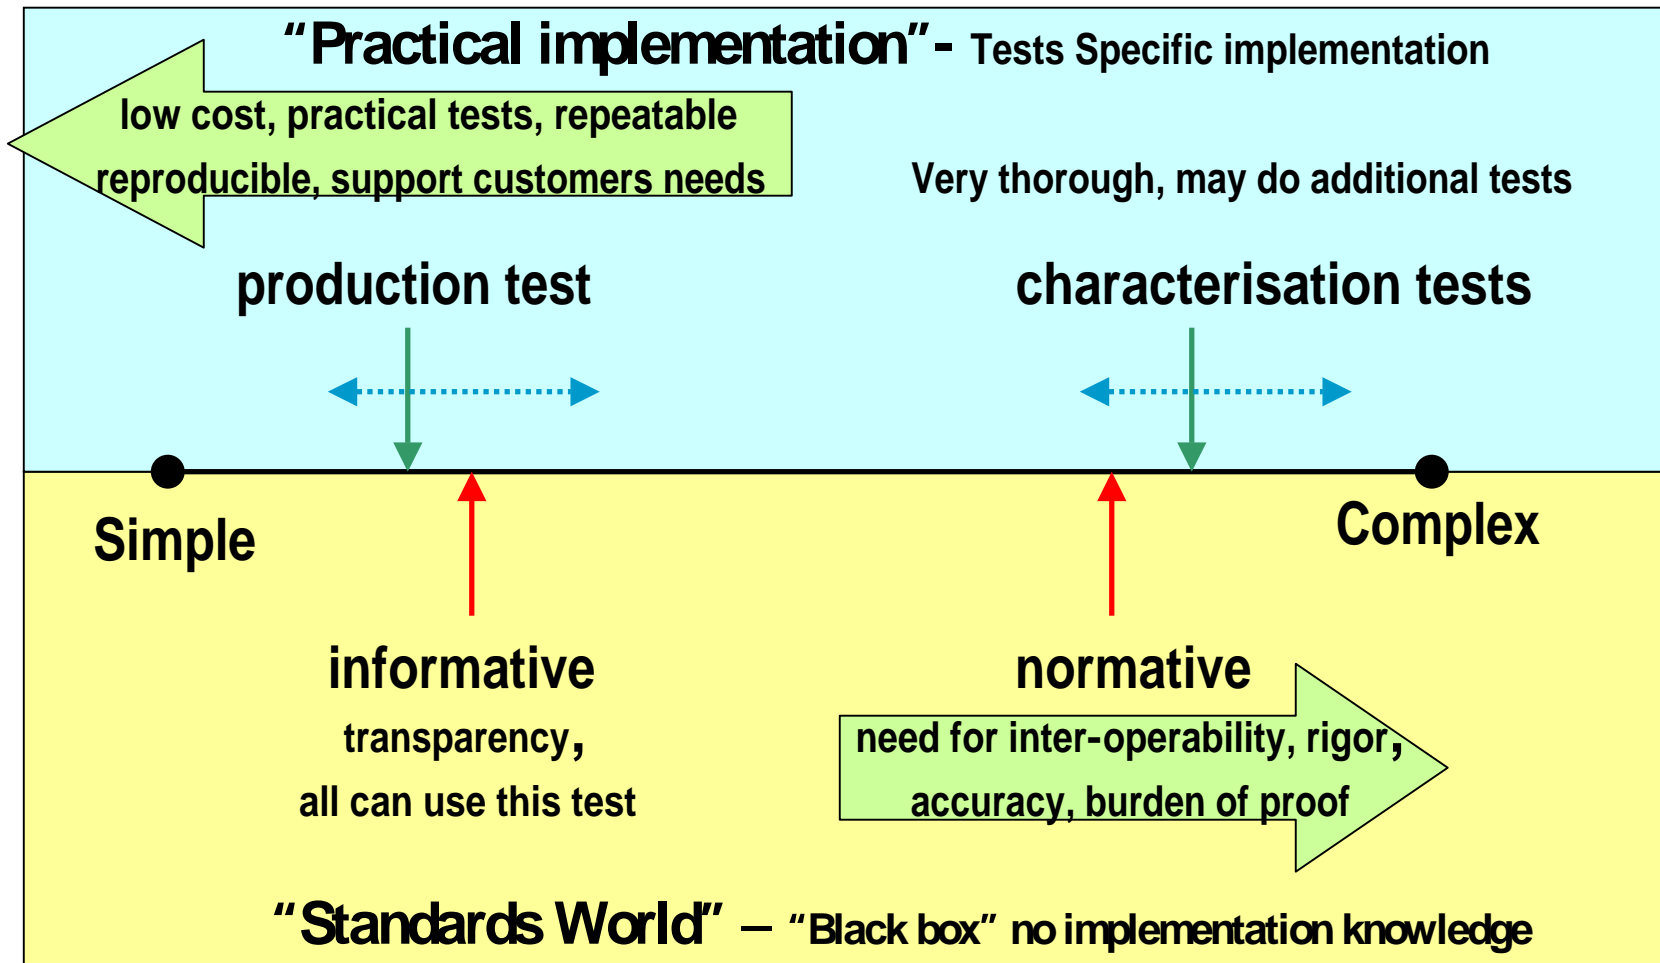 “Practical implementation”- Tests Specific implementation
low cost, practical tests, repeatable
reproducible, support customers needs
Very thorough, may do additional tests
production test
characterisation tests
Simple
Complex
informative
transparency,
all can use this test
normative
need for inter-operability, rigor,
accuracy, burden of proof
“Standards World” – “Black box” no implementation knowledge